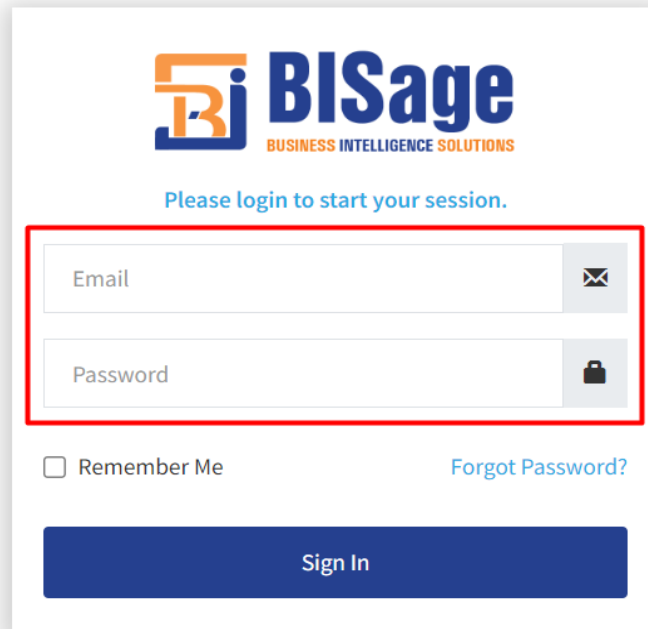 BISage
BUSINESS INTELLIGENCE SOLUTIONS
Please login to start your session.
Email
Password
Remember Me Forgot Password?
Sign In